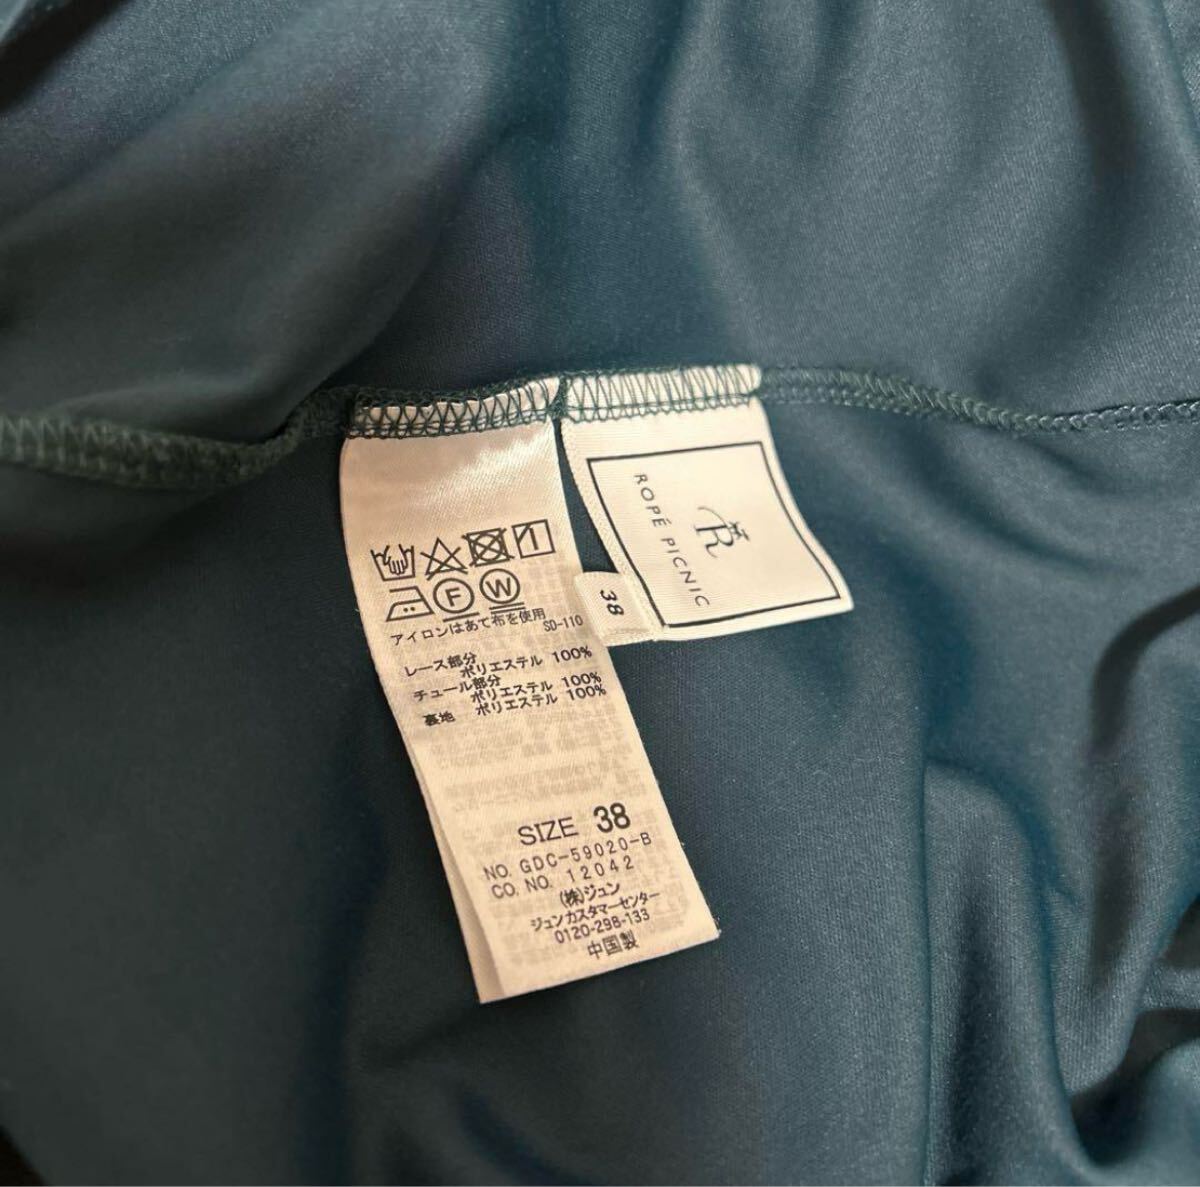 R
ROPÉ PICNIC
38
F W
アイロンはあて布を使用
SD-110
レース部分
ポリエステル 100%
チュール部分
ポリエステル 100%
裏地 ポリエステル 100%
SIZE 38
NO. GDC-59020-B
CO. NO. 12042
(株)ジュン
ジュンカスタマーセンター
0120-298-133
中国製